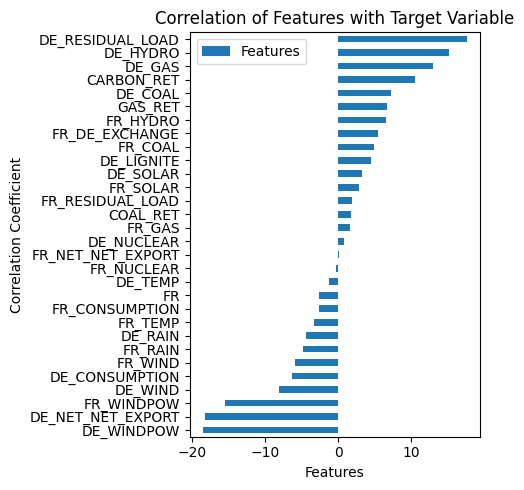 Correlation of Features with Target Variable
Features
DE_RESIDUAL_LOAD
DE_HYDRO
DE_GAS
CARBON_RET
DE_COAL
GAS_RET
FR_HYDRO
FR_DE_EXCHANGE
FR_COAL
DE_LIGNITE
DE_SOLAR
FR_SOLAR
FR_RESIDUAL_LOAD
COAL_RET
FR_GAS
DE_NUCLEAR
FR_NET_NET_EXPORT
FR_NUCLEAR
DE_TEMP
FR
FR_CONSUMPTION
FR_TEMP
DE_RAIN
FR_RAIN
FR_WIND
DE_CONSUMPTION
DE_WIND
FR_WINDPOW
DE_NET_NET_EXPORT
DE_WINDPOW
Correlation Coefficient
−20 −10 0 10
Features